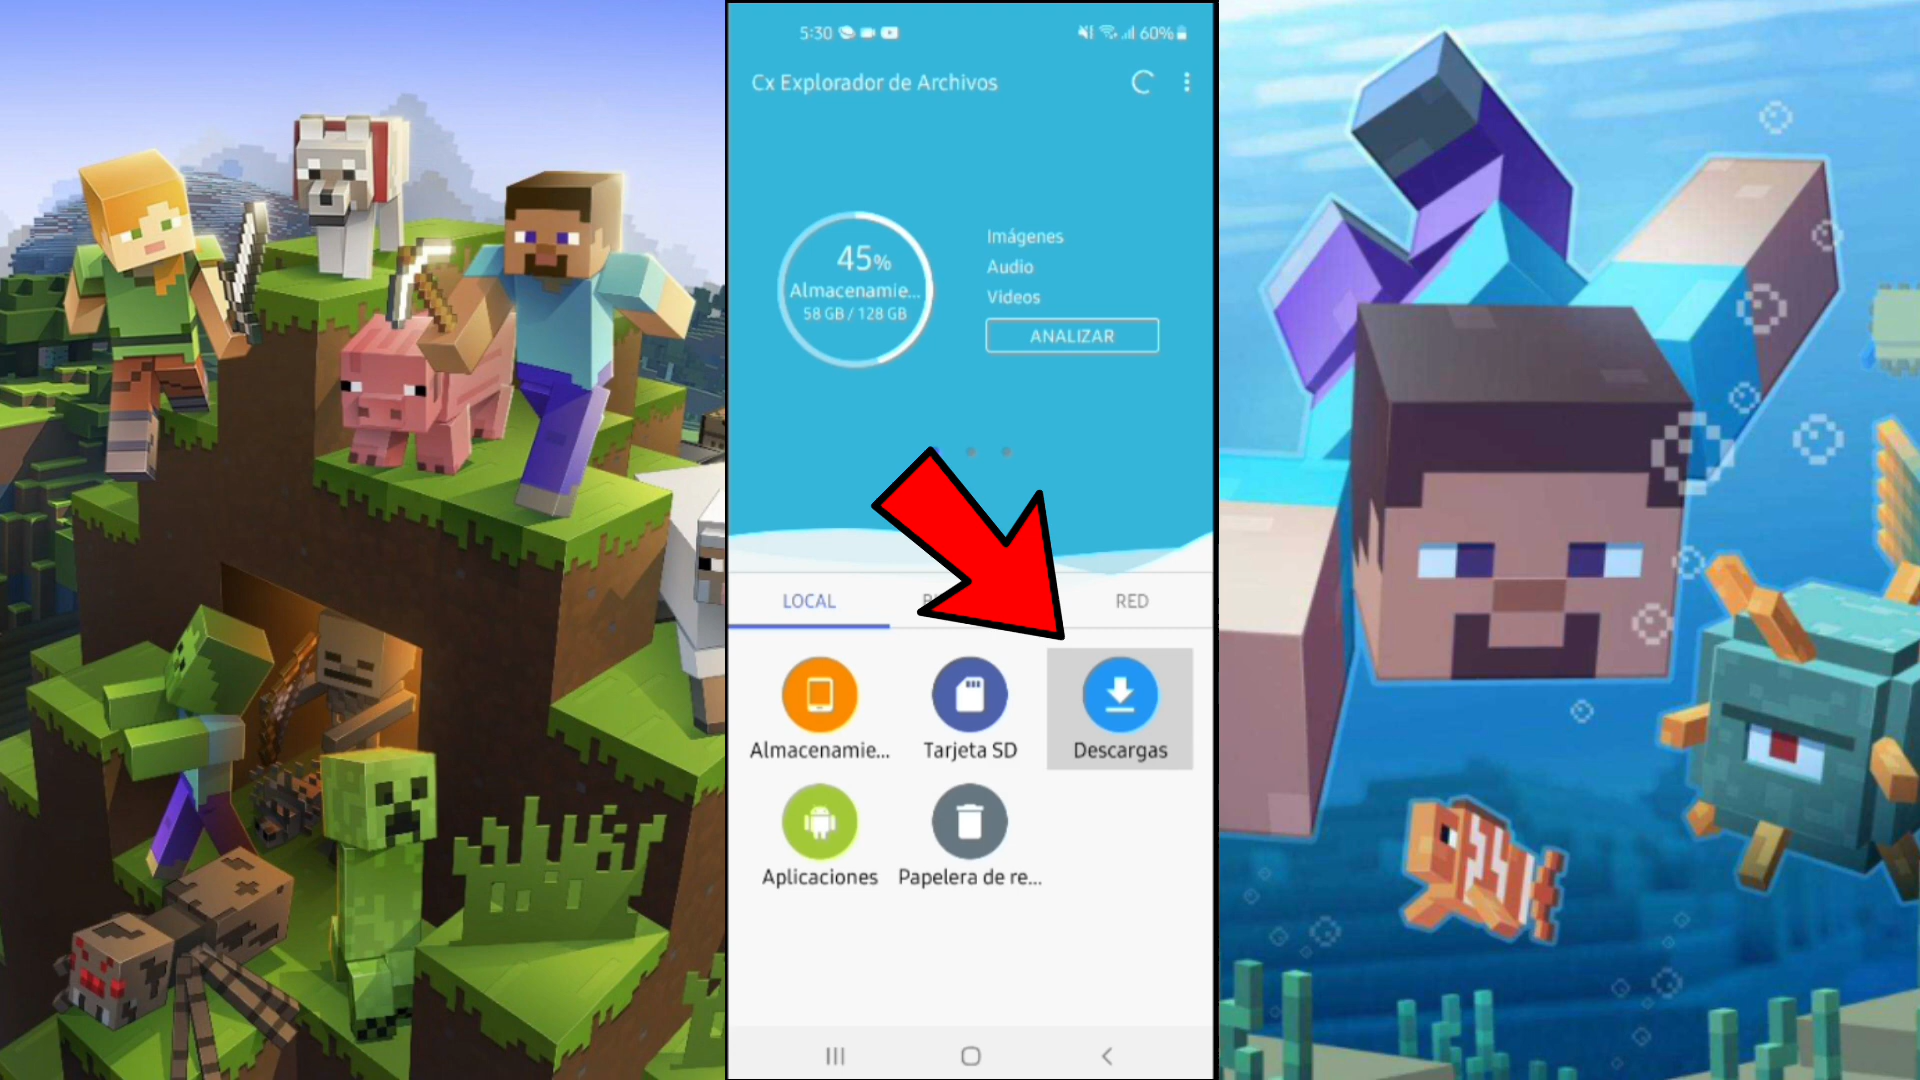 5:30
60%
Cx Explorador de Archivos
45%
Almacenamie...
58 GB / 128 GB
Imágenes
Audio
Videos
ANALIZAR
LOCAL
RED
Almacenamie...
Tarjeta SD
Descargas
Aplicaciones
Papelera de re...